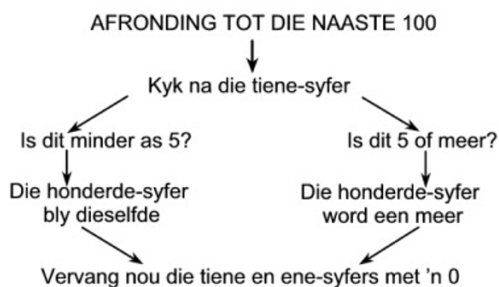 AFRONDING TOT DIE NAASTE 100
Kyk na die tiene-syfer
Is dit minder as 5?
Is dit 5 of meer?
Die honderde-syfer
bly dieselfde
Die honderde-syfer
word een meer
Vervang nou die tiene en ene-syfers met 'n 0